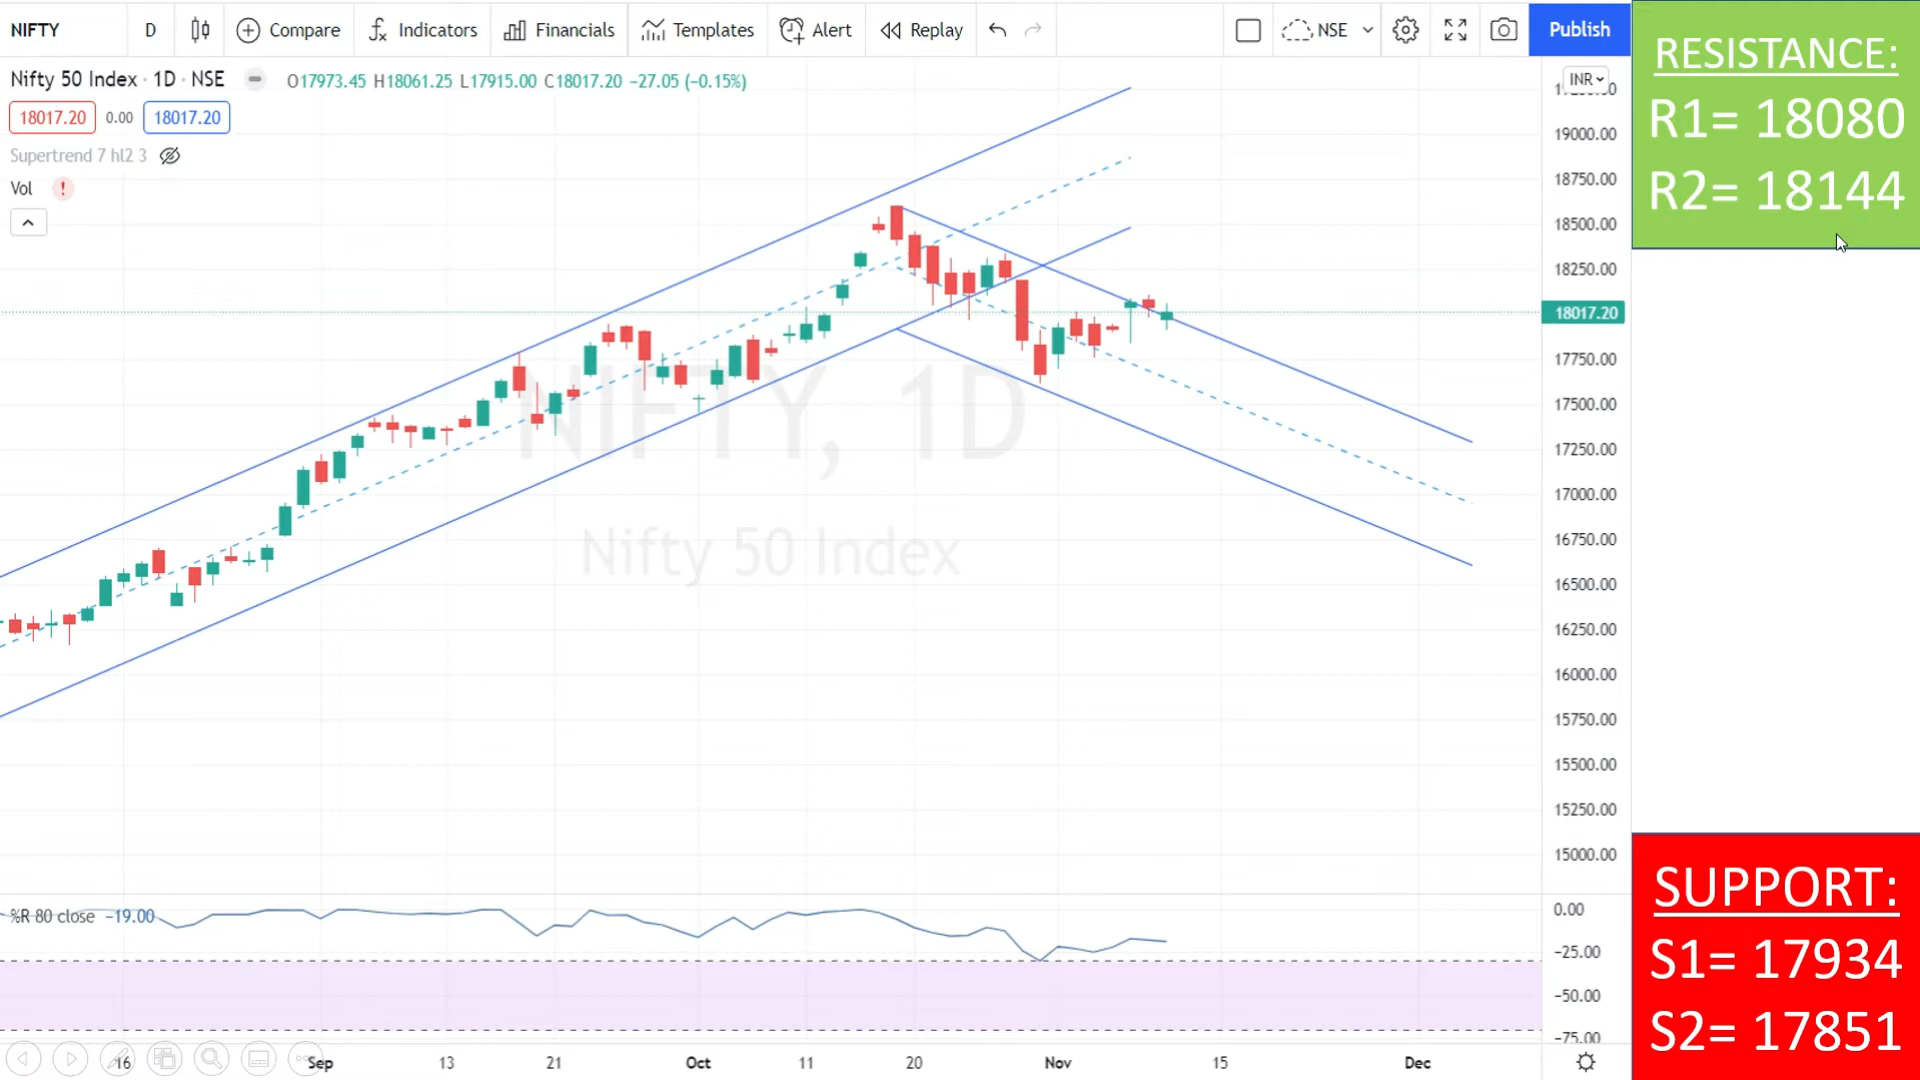 NIFTY D Compare Indicators Financials Templates Alert Replay NSE Publish
Nifty 50 Index · 1D · NSE O17973.45 H18061.25 L17915.00 C18017.20 −27.05 (−0.15%)
18017.20 0.00 18017.20
Supertrend 7 hl2 3
Vol !
INR
19000.00
18750.00
18500.00
18250.00
18017.20
17750.00
17500.00
17250.00
17000.00
16750.00
16500.00
16250.00
16000.00
15750.00
15500.00
15250.00
15000.00
NIFTY, 1D
Nifty 50 Index
%R 80 close −19.00
0.00
−25.00
−50.00
−75.00
16 Sep 13 21 Oct 11 20 Nov 15 Dec
RESISTANCE:
R1= 18080
R2= 18144
SUPPORT:
S1= 17934
S2= 17851